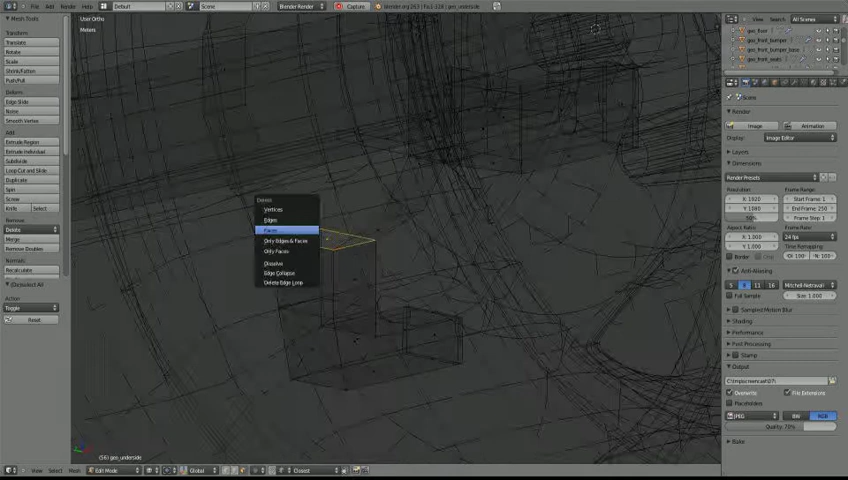 File Add Render Window Help
Default
Scene
Blender Render
Capture
Mesh Tools
User Ortho
Meters
View Search All Scenes
geo_floor
geo_front_bumper
geo_front_bumper_base
geo_front_seats
Transform:
Translate
Rotate
Scale
Shrink/Fatten
Push/Pull
Deform:
Edge Slide
Noise
Smooth Vertex
Add:
Extrude Region
Extrude Individual
Subdivide
Loop Cut and Slide
Duplicate
Spin
Screw
Knife Select
Remove:
Delete
Merge
Remove Doubles
Normals:
Recalculate
(De)select All
Action
Toggle
Reset
Delete
Vertices
Edges
Faces
Only Edges & Faces
Only Faces
Dissolve
Edge Collapse
Delete Edge Loop
Scene
Render
Image Animation
Display: Image Editor
Layers
Dimensions
Render Presets
Resolution: Frame Range:
X: 1920 Start Frame: 1
Y: 1080 End Frame: 250
50% Frame Step: 1
Aspect Ratio: Frame Rate:
X: 1.000 24 fps
Y: 1.000 Time Remapping:
Border Crop
Anti-Aliasing
5 8 11 16 Mitchell-Netravali
Full Sample Size: 1.000
Sampled Motion Blur
Shading
Performance
Post Processing
Stamp
Output
Overwrite File Extensions
Placeholders
JPEG BW RGB
Quality: 70%
Bake
(56) geo_underside
View Select Mesh Edit Mode Global Closest